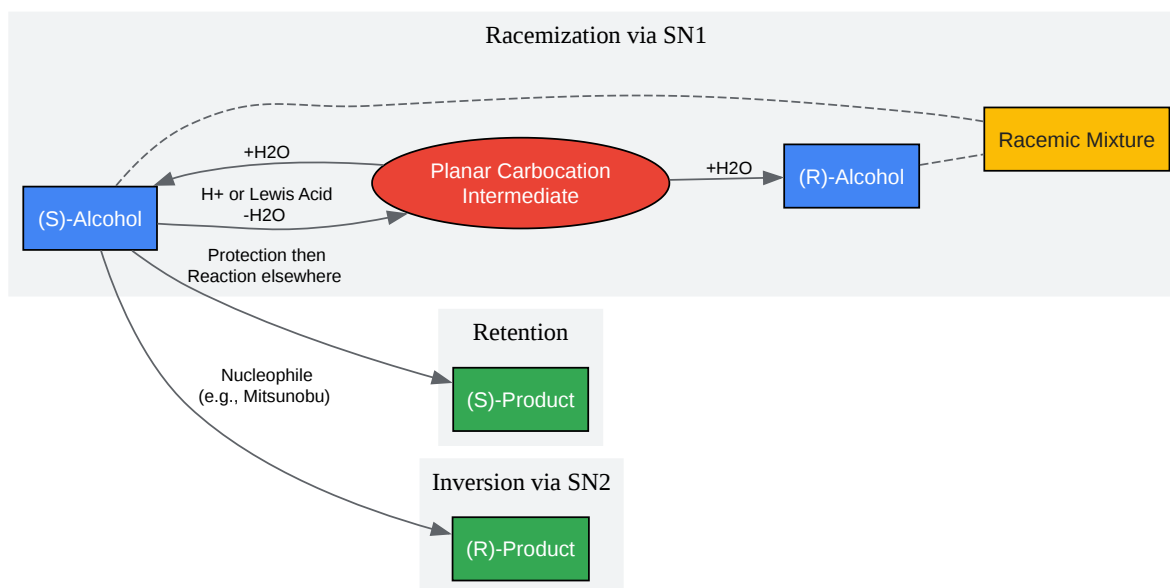 Racemization via SN1
Racemic Mixture
+H2O
Planar Carbocation
Intermediate
+H2O
(R)-Alcohol
(S)-Alcohol
H+ or Lewis Acid
-H2O
Protection then
Reaction elsewhere
Retention
(S)-Product
Nucleophile
(e.g., Mitsunobu)
Inversion via SN2
(R)-Product